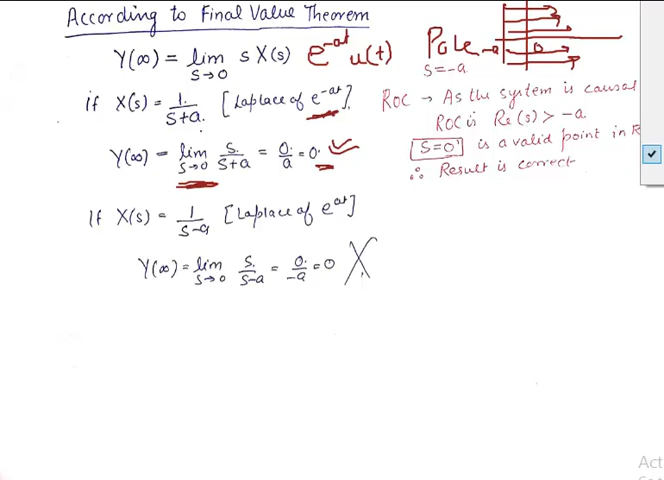 According to Final Value Theorem
Y(∞) = lim s X(s)
s→0
e^-at u(t)
Pole
s=-a
-a
0
if X(s) = 1/(s+a) [Laplace of e^-at].
Y(∞) = lim s/(s+a) = 0/a = 0.
s→0
ROC → As the system is causal
ROC is Re(s) > -a.
s=0 is a valid point in R
∴ Result is correct
If X(s) = 1/(s-a) [Laplace of e^at]
Y(∞) = lim s/(s-a) = 0/-a = 0 X
s→0
Act